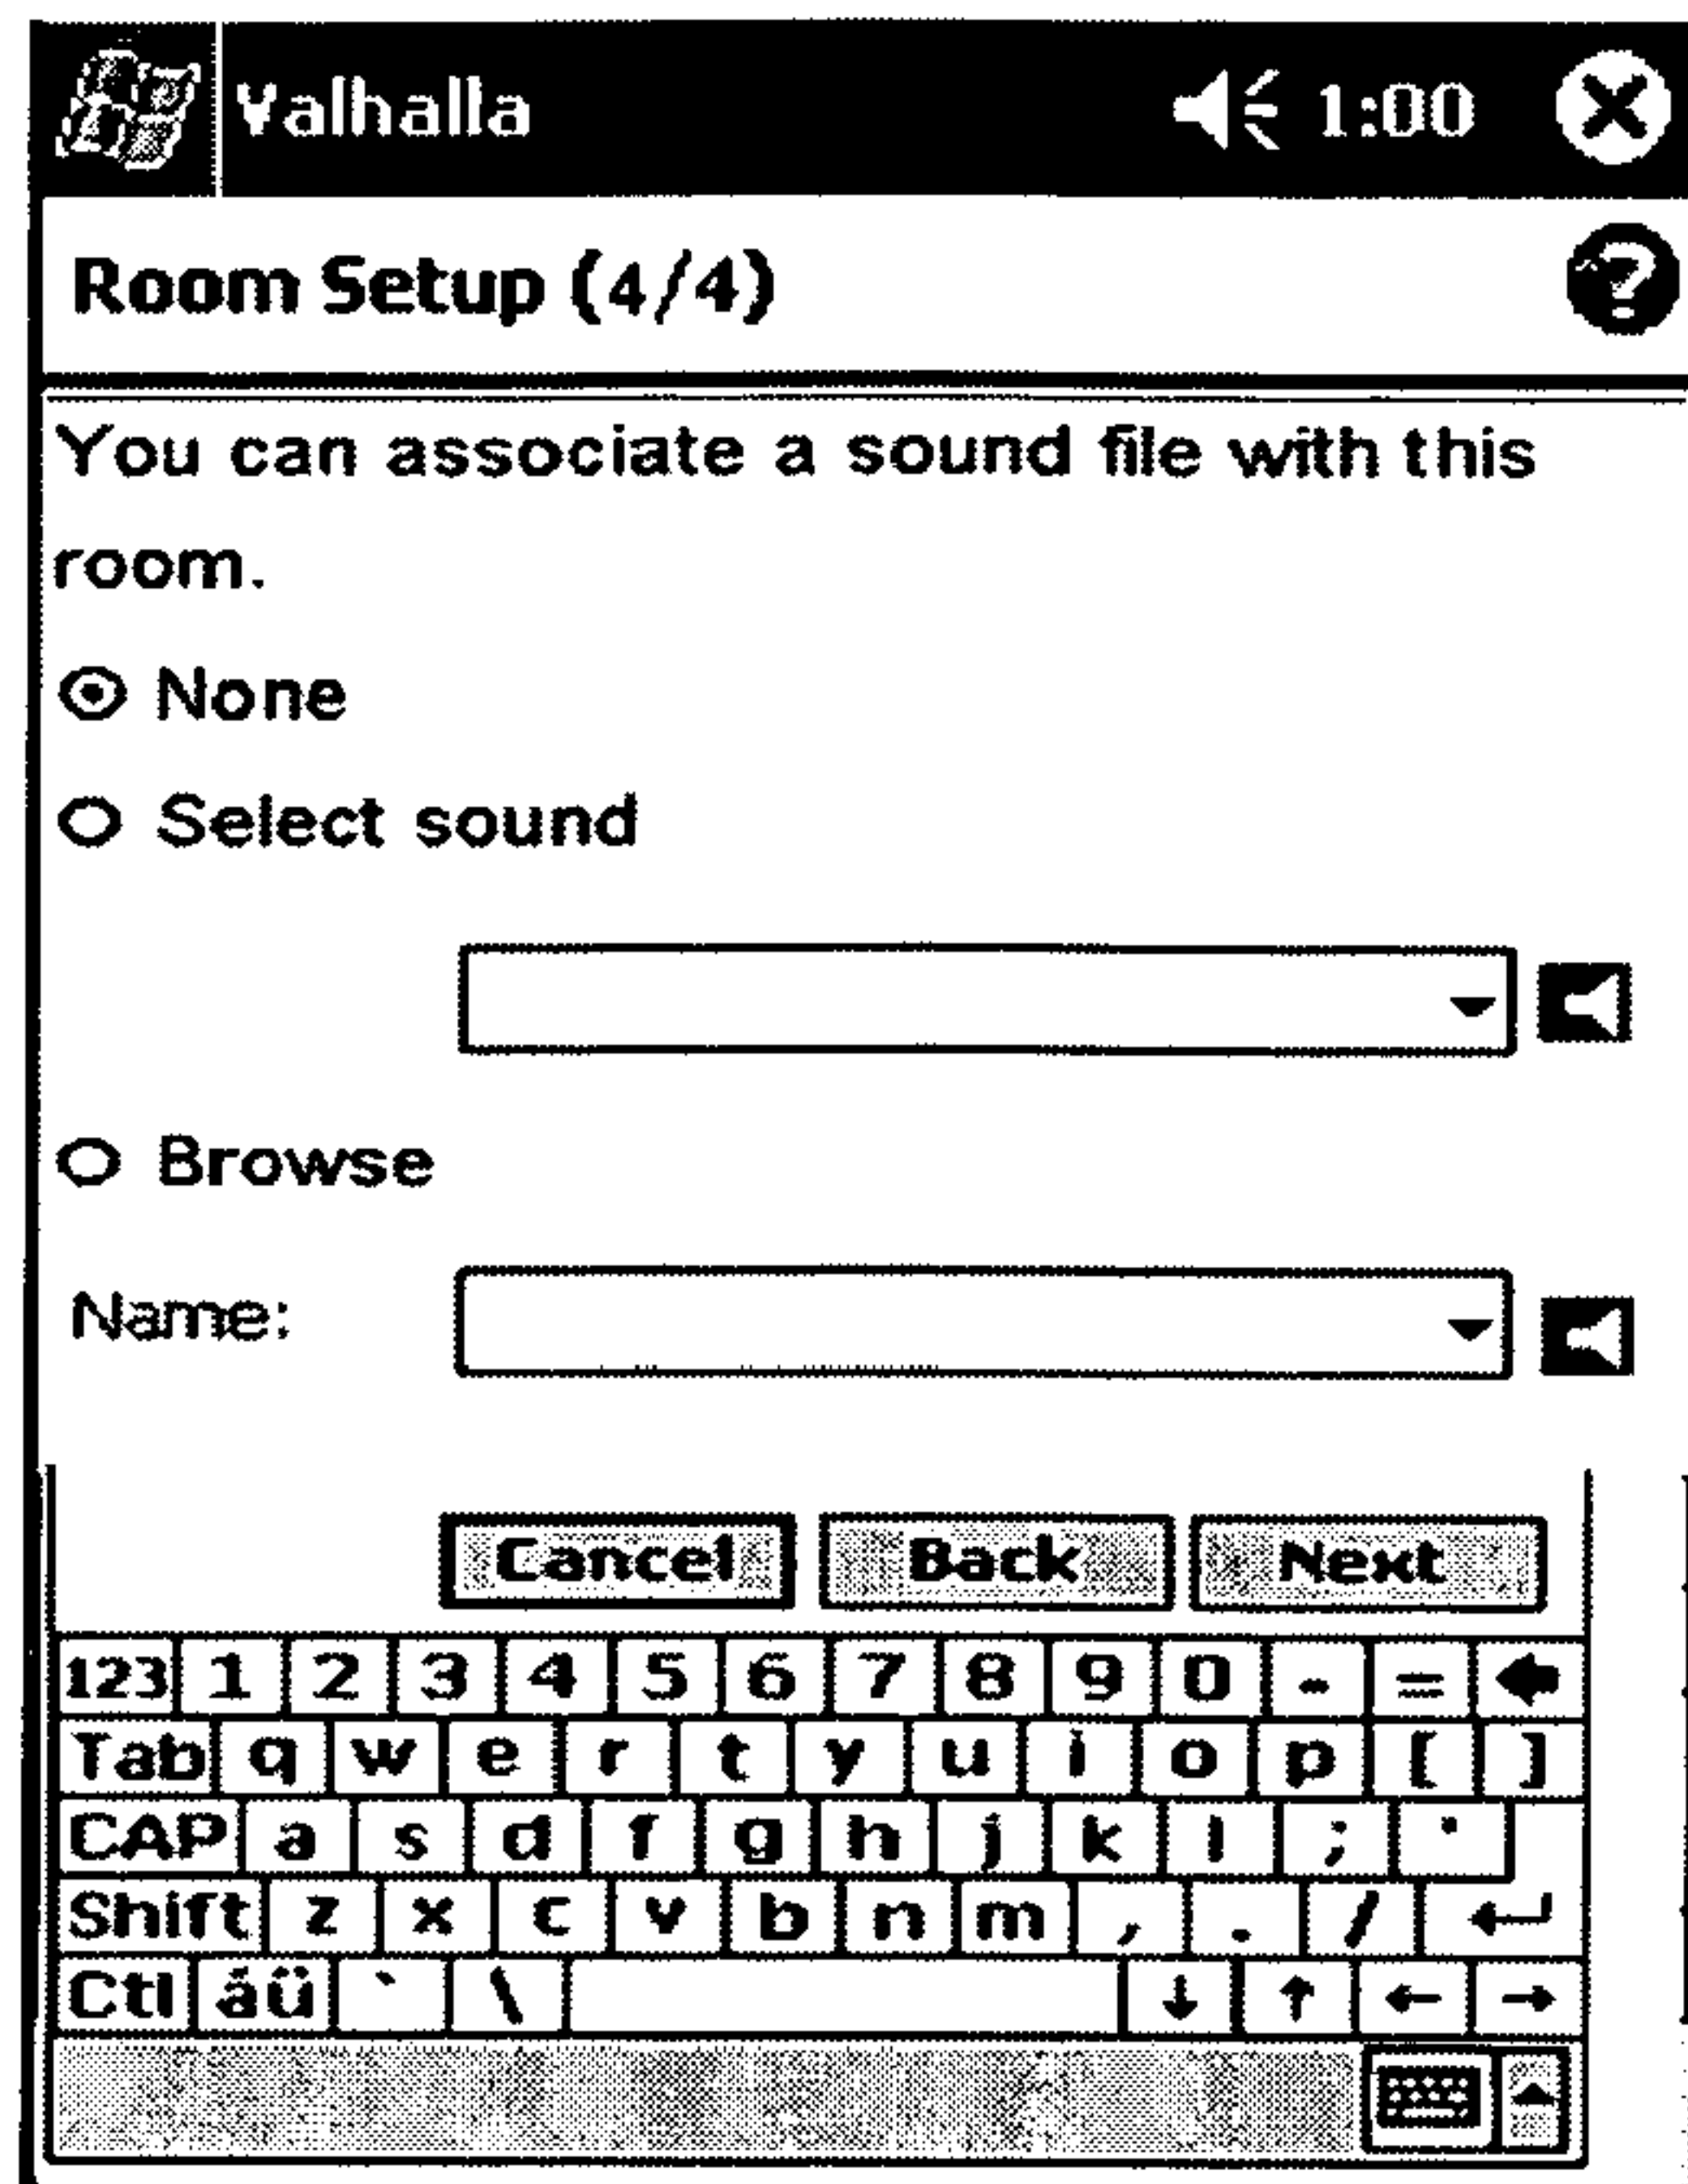 Valhalla 1:00
Room Setup (4/4)
You can associate a sound file with this
room.
None
Select sound
Browse
Name:
Cancel Back Next
123 1 2 3 4 5 6 7 8 9 0 - =
Tab q w e r t y u i o p [ ]
CAP a s d f g h j k l ; '
Shift z x c v b n m , . /
Ctl áü ` \